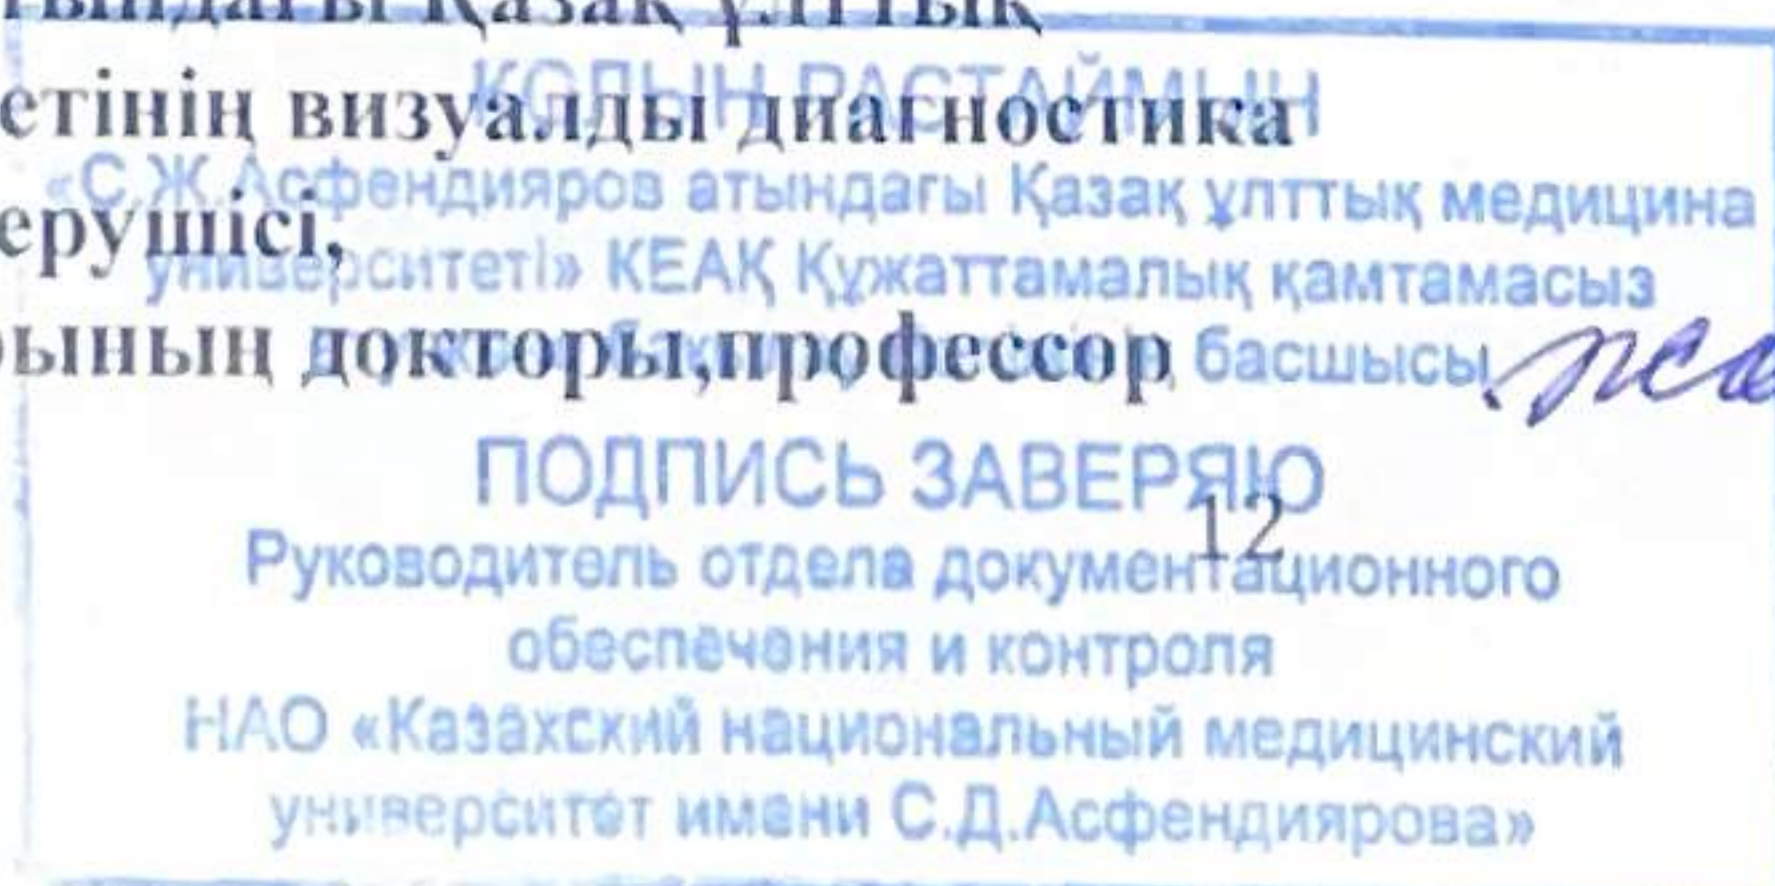 тындағы Қазақ ұлттық
ҚОЛЫН РАСТАЙМЫН
етінің визуалды диагностика
«С.Ж.Асфендияров атындағы Қазақ ұлттық медицина
ерушісі,
университеті» КЕАҚ Құжаттамалық қамтамасыз
ының докторы,профессор
басшысы
ПОДПИСЬ ЗАВЕРЯЮ
12
Руководитель отдела документационного
обеспечения и контроля
НАО «Казахский национальный медицинский
университет имени С.Д.Асфендиярова»